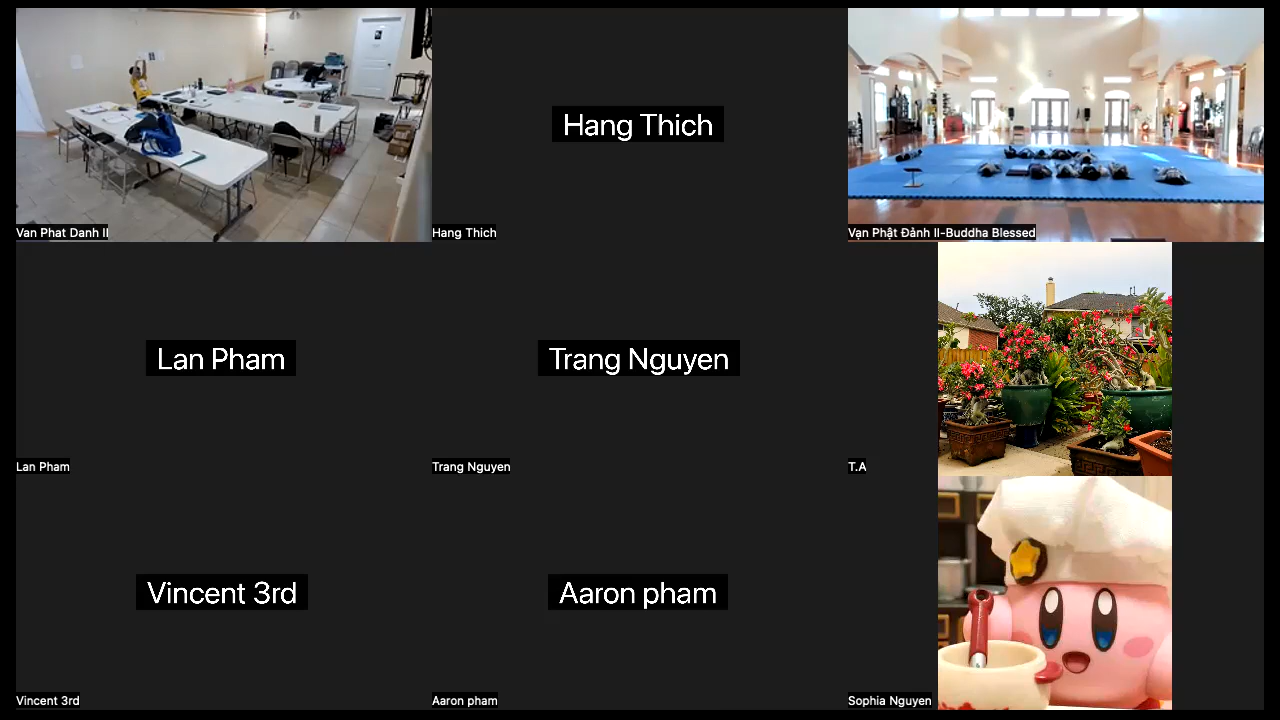 Van Phat Danh II
Hang Thich
Hang Thich
Vạn Phật Đảnh II-Buddha Blessed
Lan Pham
Lan Pham
Trang Nguyen
Trang Nguyen
T.A
Vincent 3rd
Vincent 3rd
Aaron pham
Aaron pham
Sophia Nguyen